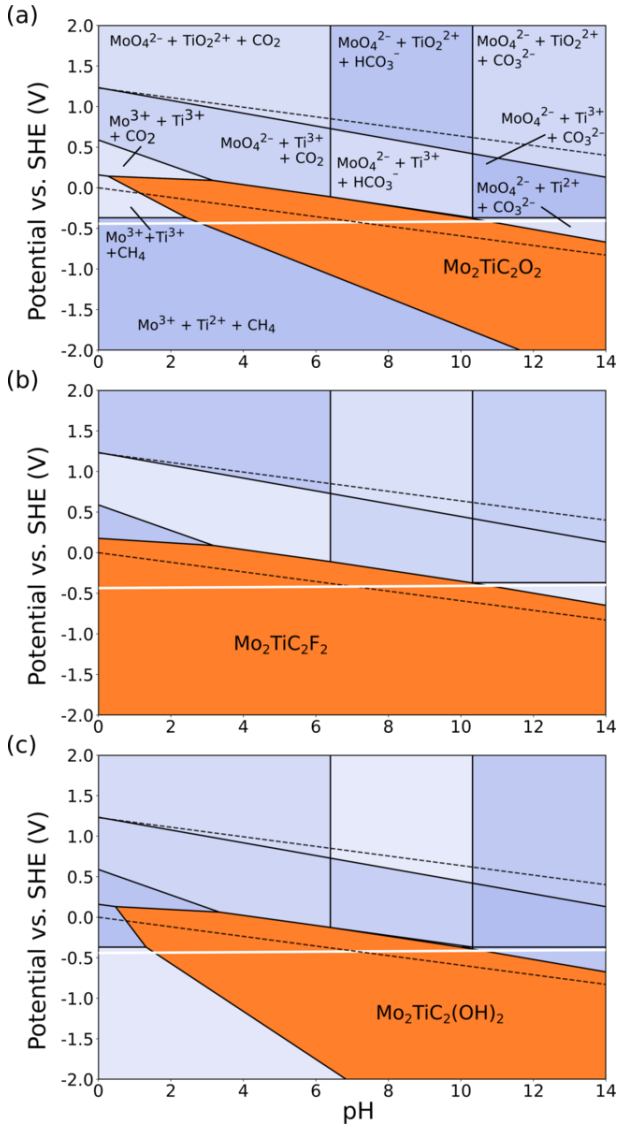 (a)
2.0
1.5
1.0
0.5
0.0
-0.5
-1.0
-1.5
-2.0
Potential vs. SHE (V)
MoO₄²⁻ + TiO₂²⁺ + CO₂
MoO₄²⁻ + TiO₂²⁺
+ HCO₃⁻
MoO₄²⁻ + TiO₂²⁺
+ CO₃²⁻
Mo³⁺ + Ti³⁺
+ CO₂
MoO₄²⁻ + Ti³⁺
+ CO₂
MoO₄²⁻ + Ti³⁺
+ HCO₃⁻
MoO₄²⁻ + Ti³⁺
+ CO₃²⁻
MoO₄²⁻ + Ti²⁺
+ CO₃²⁻
Mo³⁺+Ti³⁺
+CH₄
Mo₂TiC₂O₂
Mo³⁺ + Ti²⁺ + CH₄
0 2 4 6 8 10 12 14
(b)
2.0
1.5
1.0
0.5
0.0
-0.5
-1.0
-1.5
-2.0
Potential vs. SHE (V)
Mo₂TiC₂F₂
0 2 4 6 8 10 12 14
(c)
2.0
1.5
1.0
0.5
0.0
-0.5
-1.0
-1.5
-2.0
Potential vs. SHE (V)
Mo₂TiC₂(OH)₂
0 2 4 6 8 10 12 14
pH